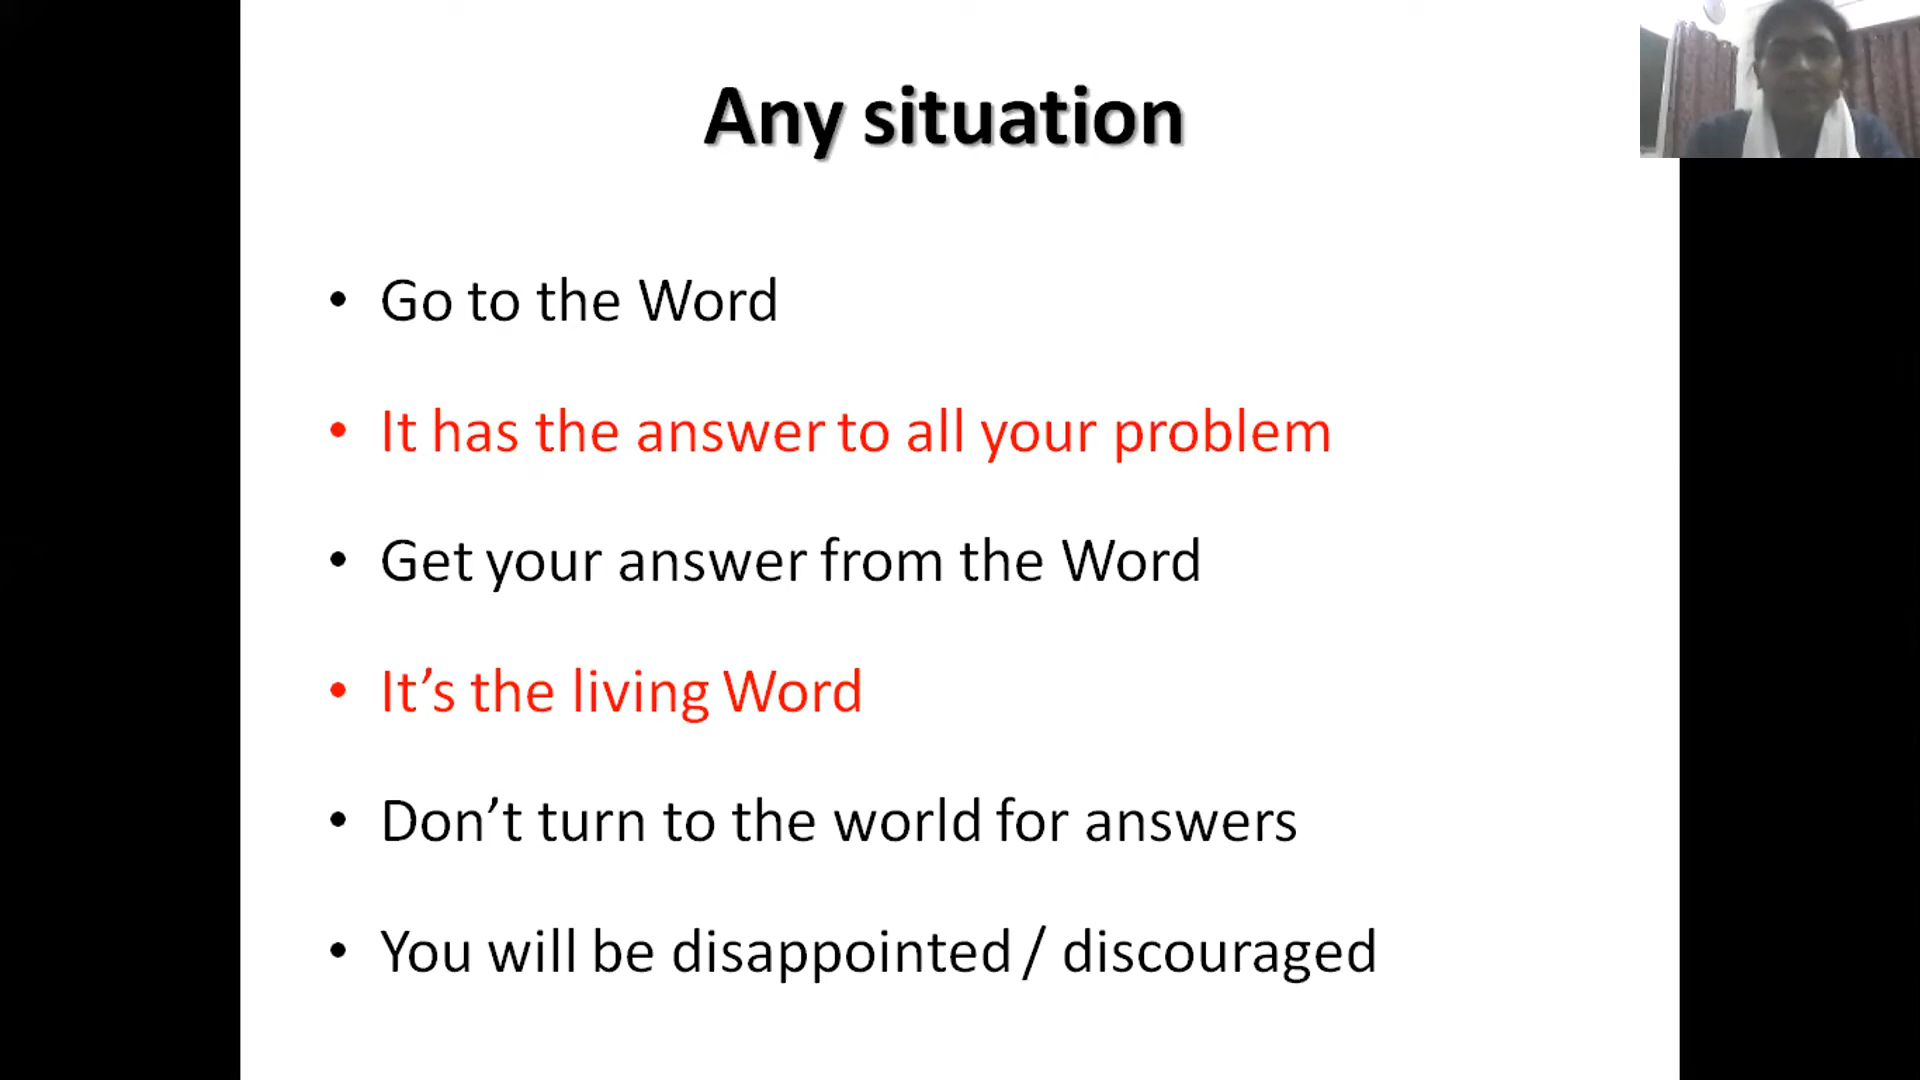 Any situation
• Go to the Word
• It has the answer to all your problem
• Get your answer from the Word
• It’s the living Word
• Don’t turn to the world for answers
• You will be disappointed / discouraged